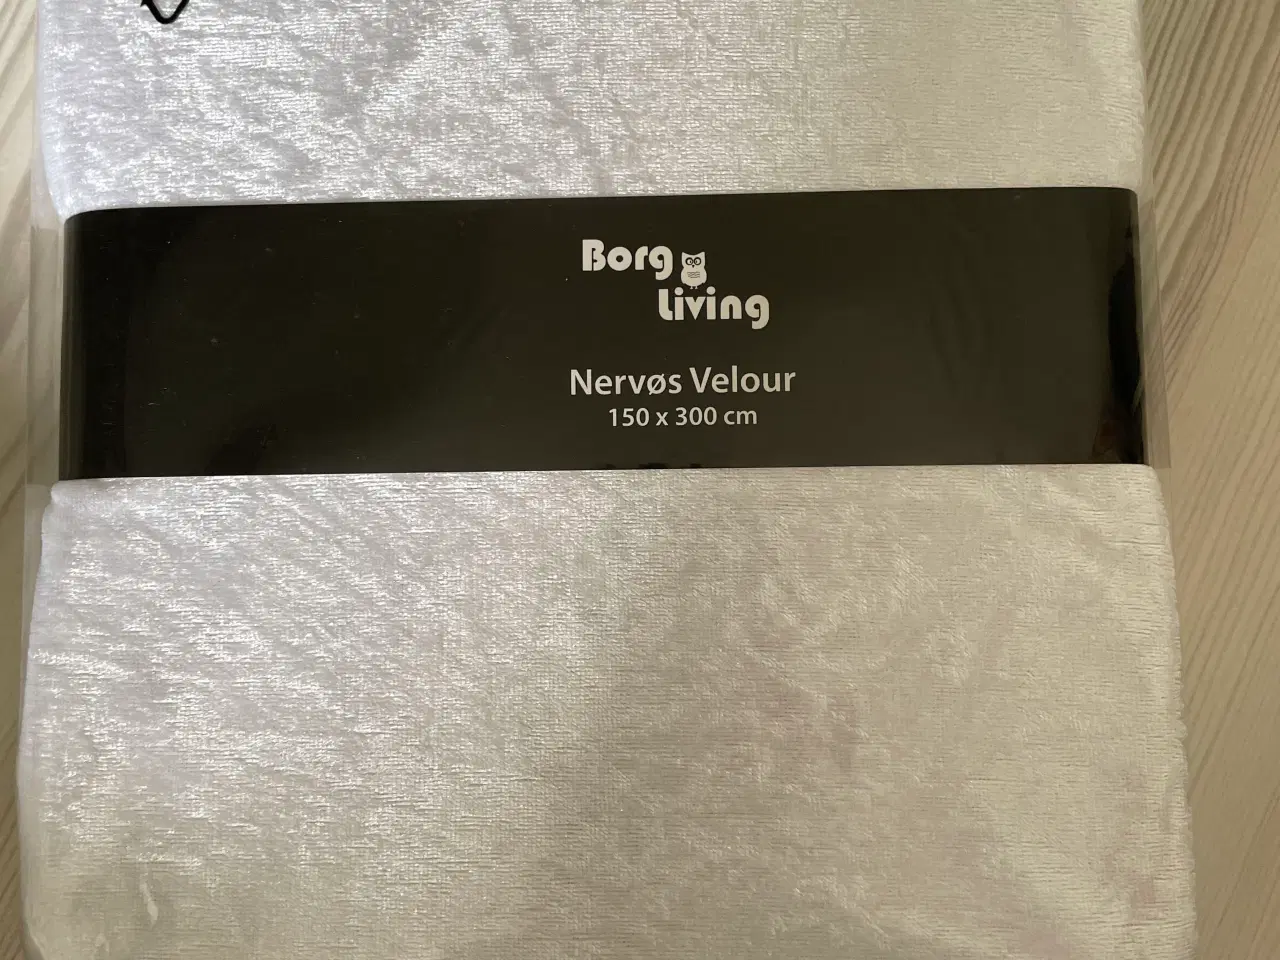 Borg
Living
Nervøs Velour
150 x 300 cm